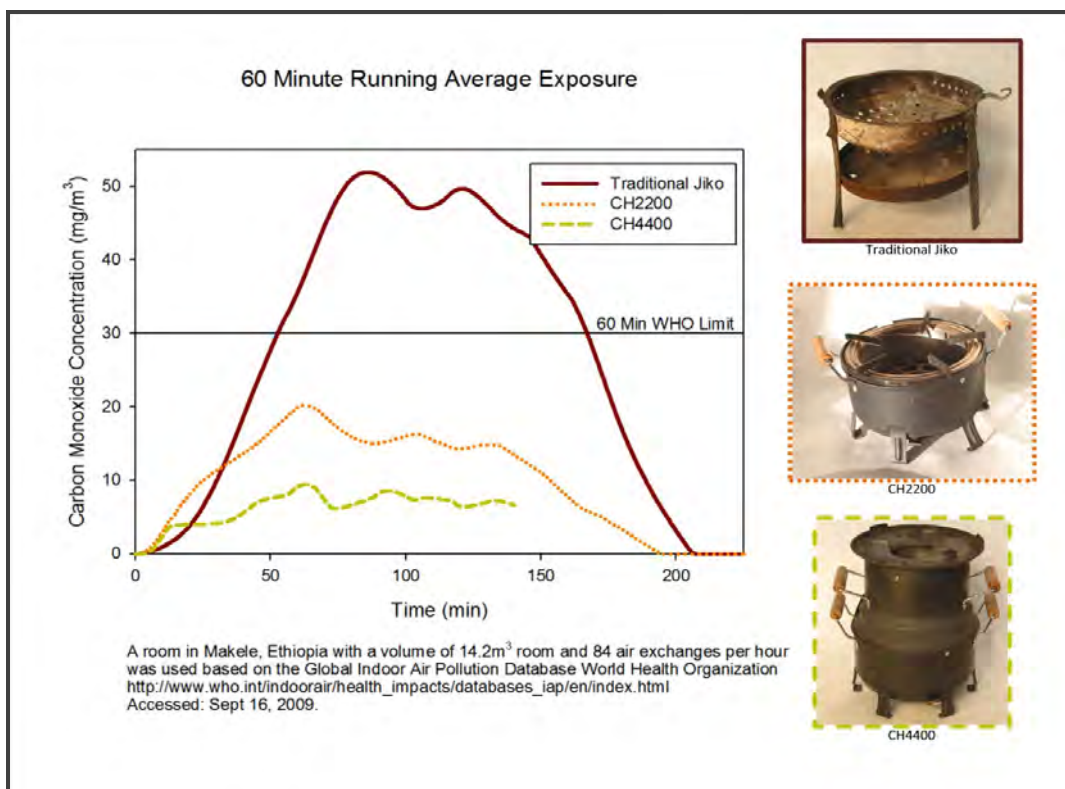 60 Minute Running Average Exposure
Carbon Monoxide Concentration (mg/m³)
50
40
30
20
10
0
Traditional Jiko
CH2200
CH4400
60 Min WHO Limit
0
50
100
150
200
Time (min)
A room in Makele, Ethiopia with a volume of 14.2m³ room and 84 air exchanges per hour
was used based on the Global Indoor Air Pollution Database World Health Organization
http://www.who.int/indoorair/health_impacts/databases_iap/en/index.html
Accessed: Sept 16, 2009.
Traditional Jiko
CH2200
CH4400